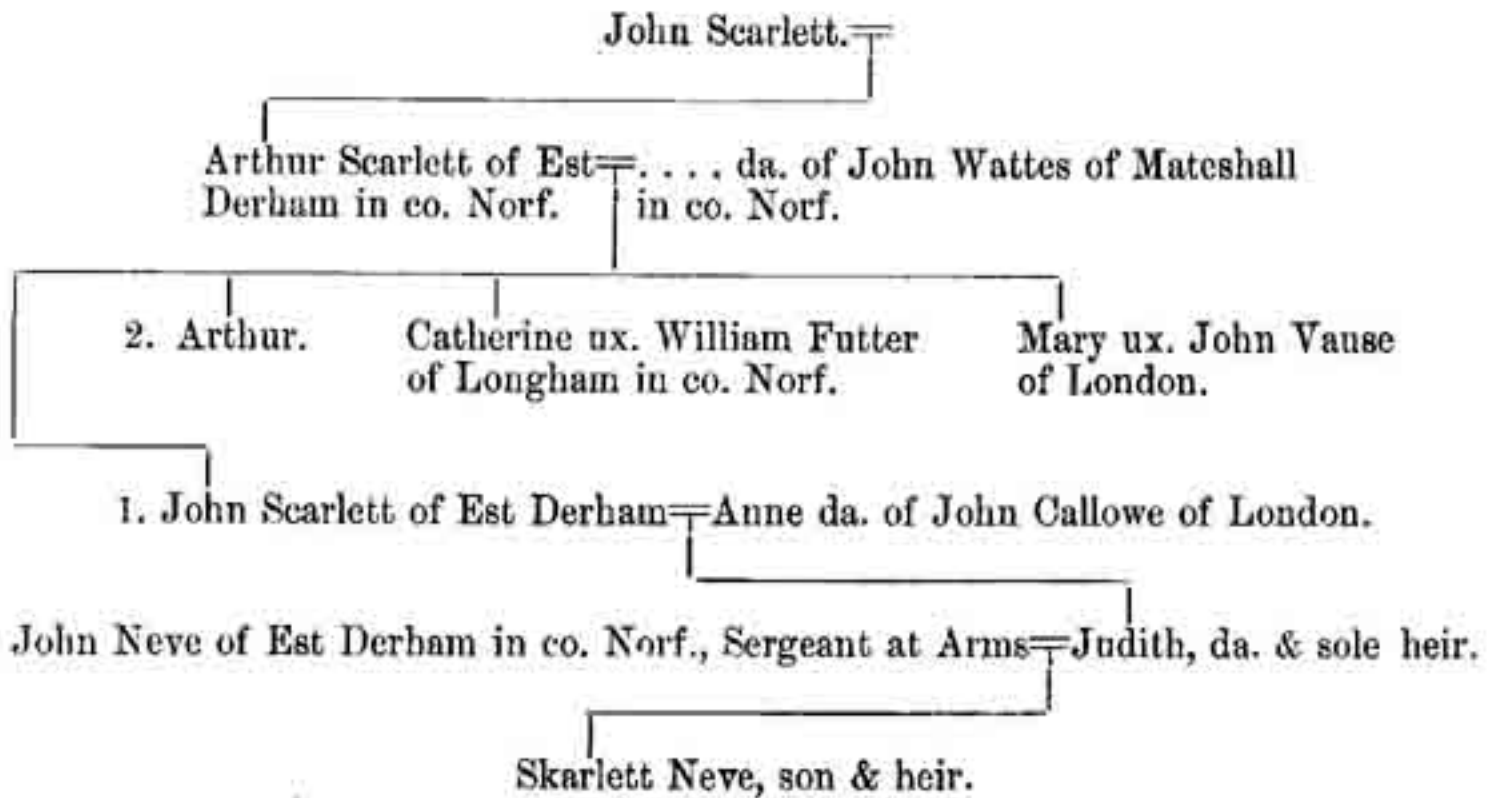 John Scarlett.
Arthur Scarlett of Est .... da. of John Wattes of Mateshall
Derham in co. Norf. in co. Norf.
2. Arthur. Catherine ux. William Futter Mary ux. John Vause
of Longham in co. Norf. of London.
1. John Scarlett of Est Derham Anne da. of John Callowe of London.
John Neve of Est Derham in co. Norf., Sergeant at Arms Judith, da. & sole heir.
Skarlett Neve, son & heir.